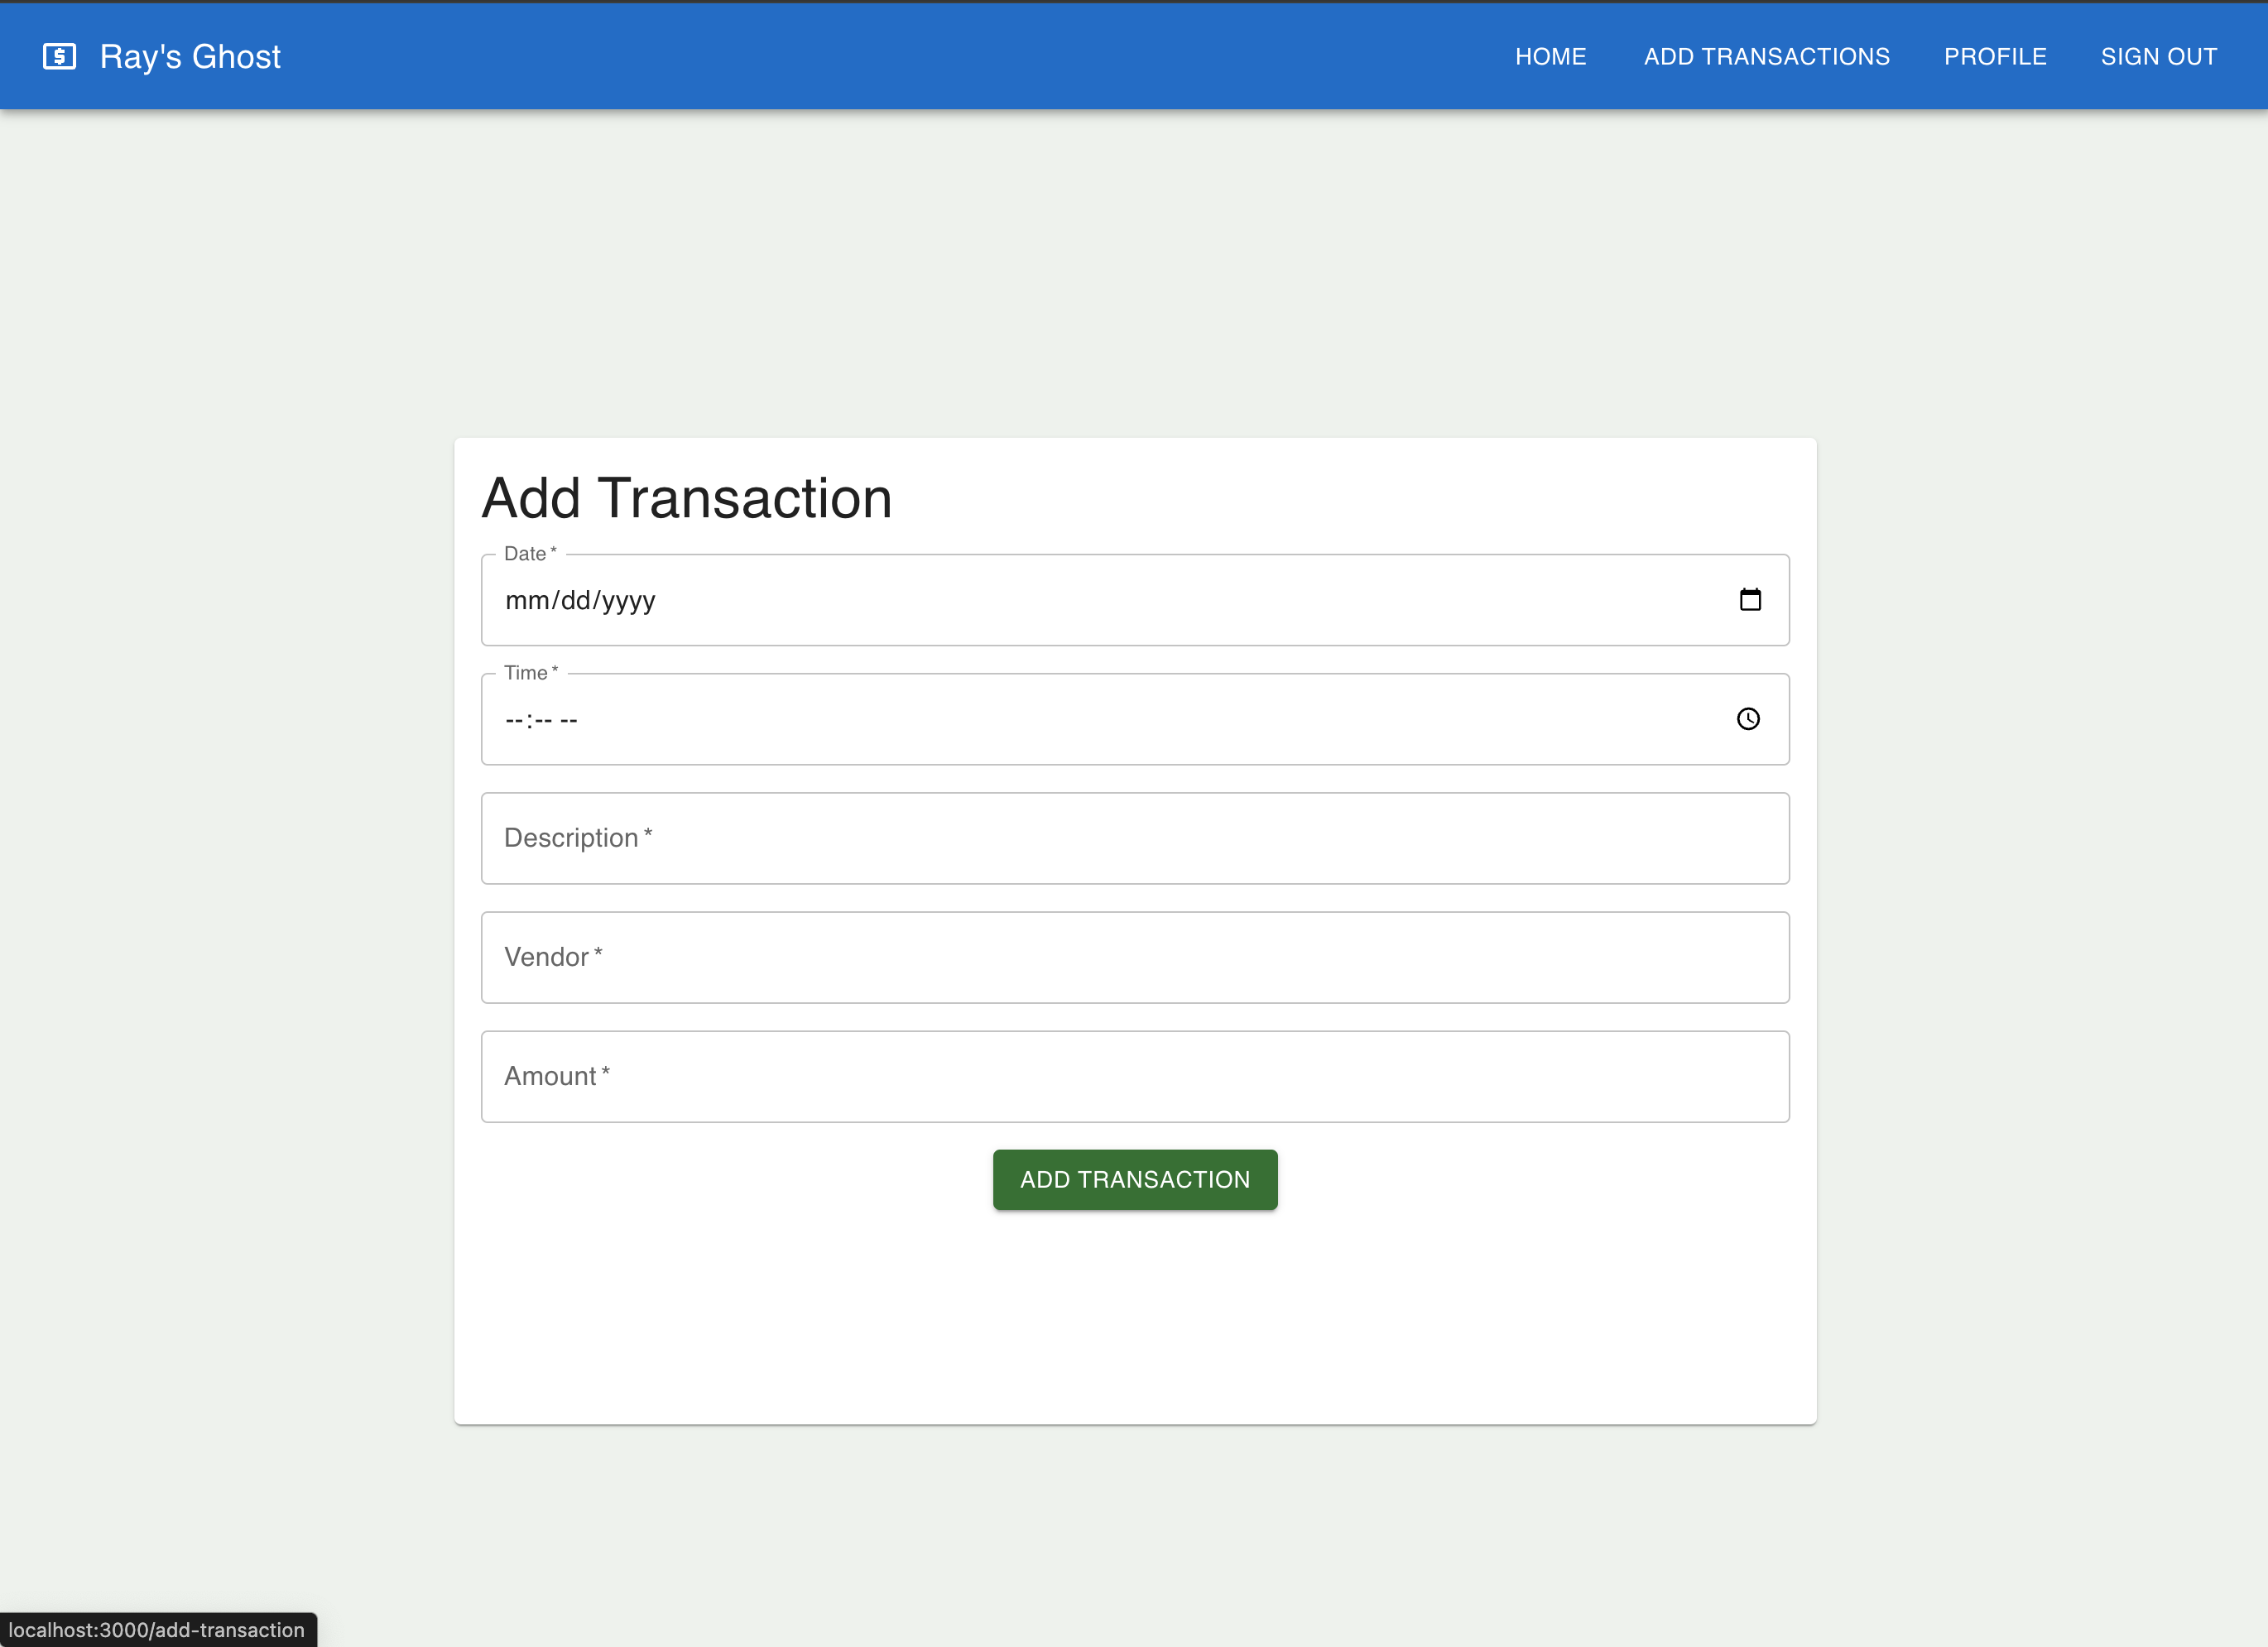 Ray's Ghost
HOME ADD TRANSACTIONS PROFILE SIGN OUT
Add Transaction
Date *
mm/dd/yyyy
Time *
--:-- --
Description *
Vendor *
Amount *
ADD TRANSACTION
localhost:3000/add-transaction